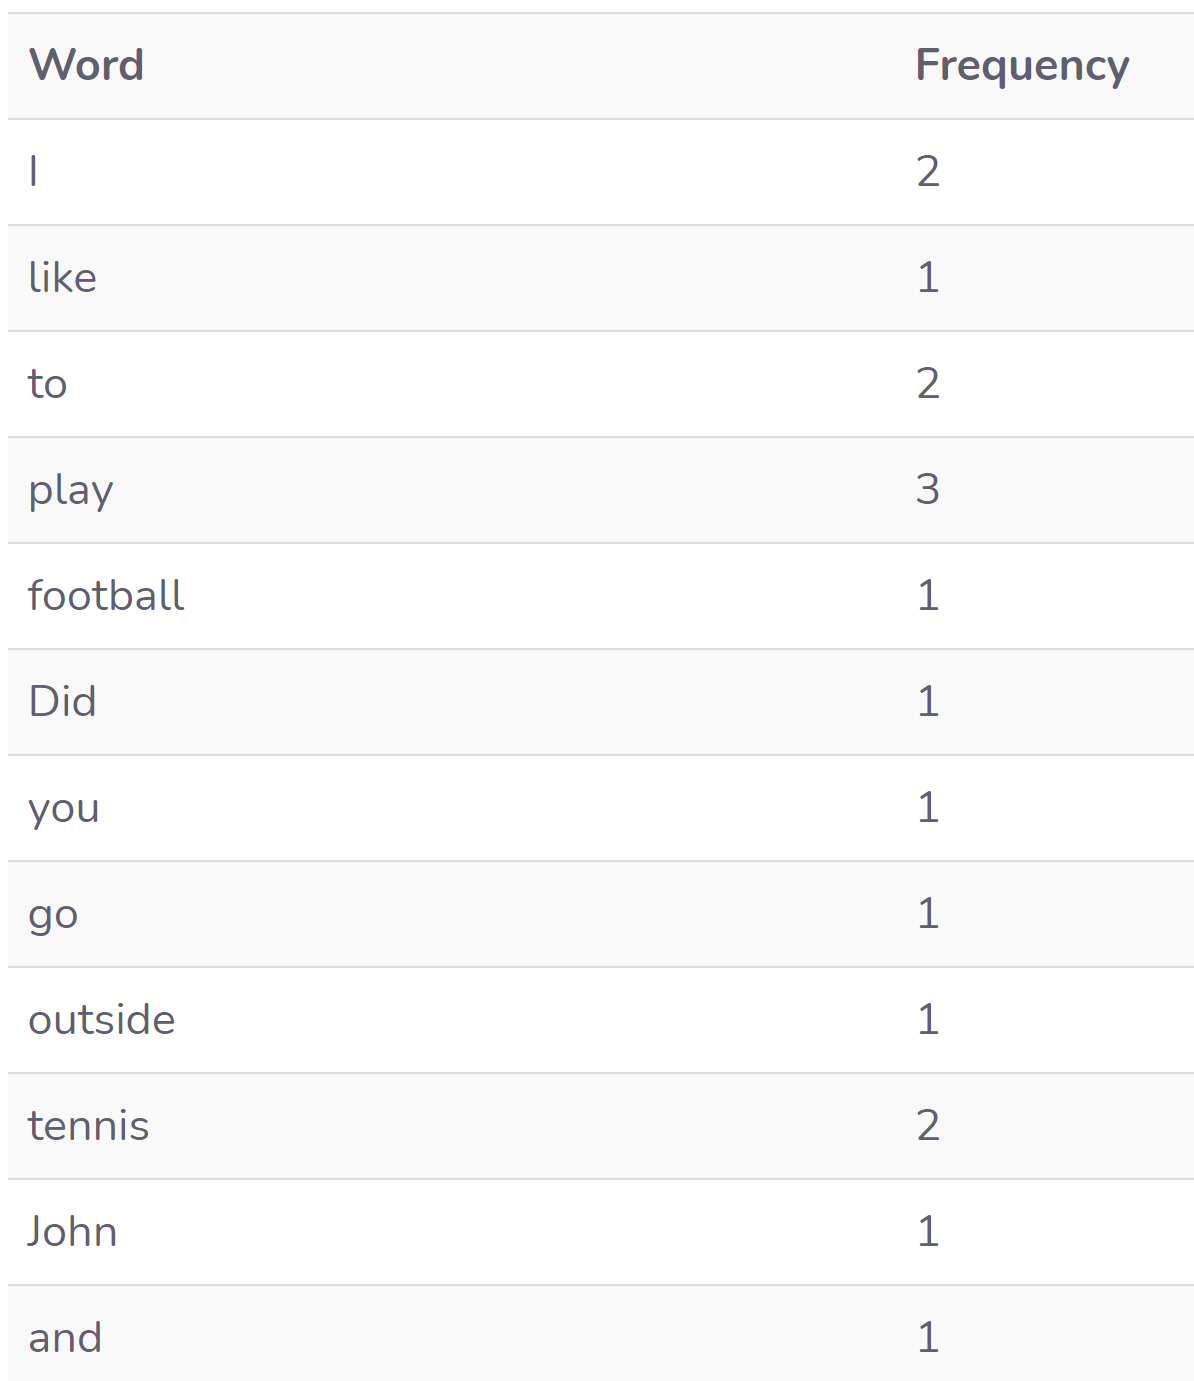 Word Frequency
I 2
like 1
to 2
play 3
football 1
Did 1
you 1
go 1
outside 1
tennis 2
John 1
and 1